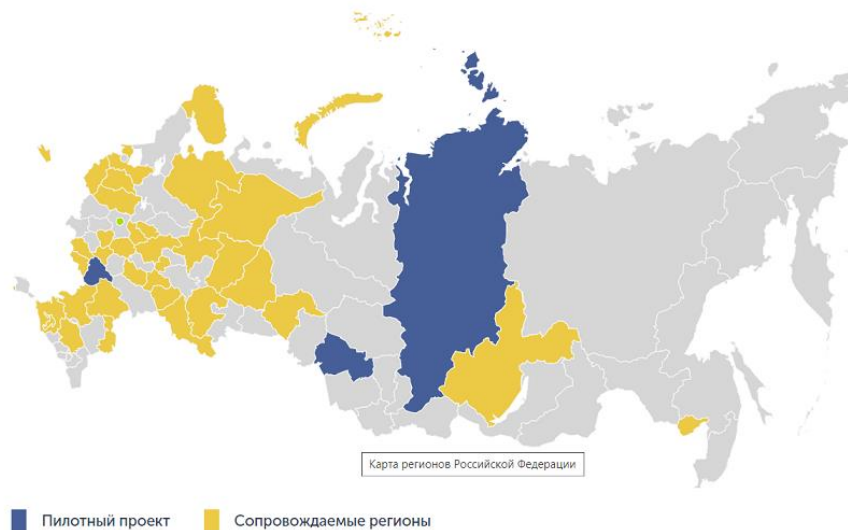 Карта регионов Российской Федерации
Пилотный проект
Сопровождаемые регионы